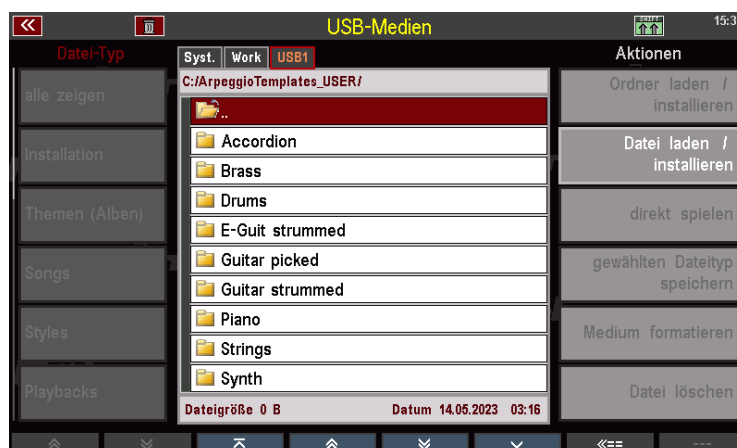 USB-Medien
SHIFT
15:3
Datei-Typ
alle zeigen
Installation
Themen (Alben)
Songs
Styles
Playbacks
Syst. Work USB1
C:/ArpeggioTemplates_USER/
..
Accordion
Brass
Drums
E-Guit strummed
Guitar picked
Guitar strummed
Piano
Strings
Synth
Dateigröße 0 B Datum 14.05.2023 03:16
Aktionen
Ordner laden /
installieren
Datei laden /
installieren
direkt spielen
gewählten Dateityp
speichern
Medium formatieren
Datei löschen
«==
---